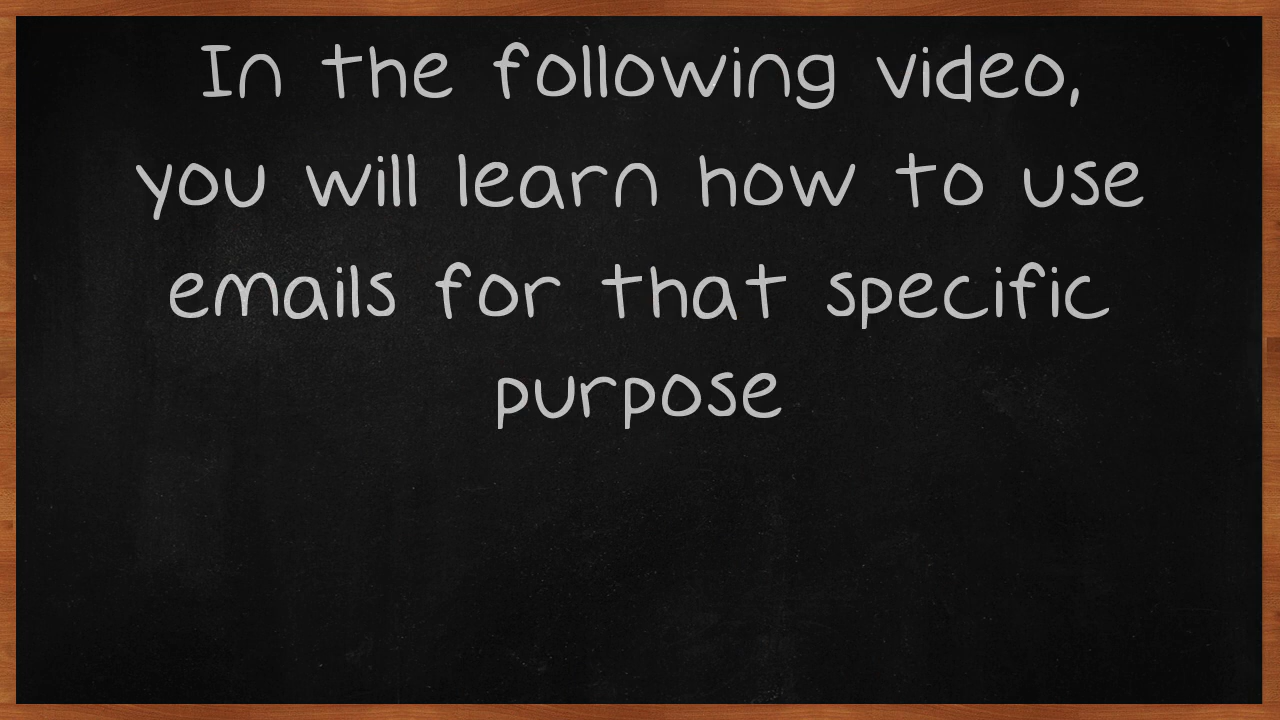 In the following video,
you will learn how to use
emails for that specific
purpose